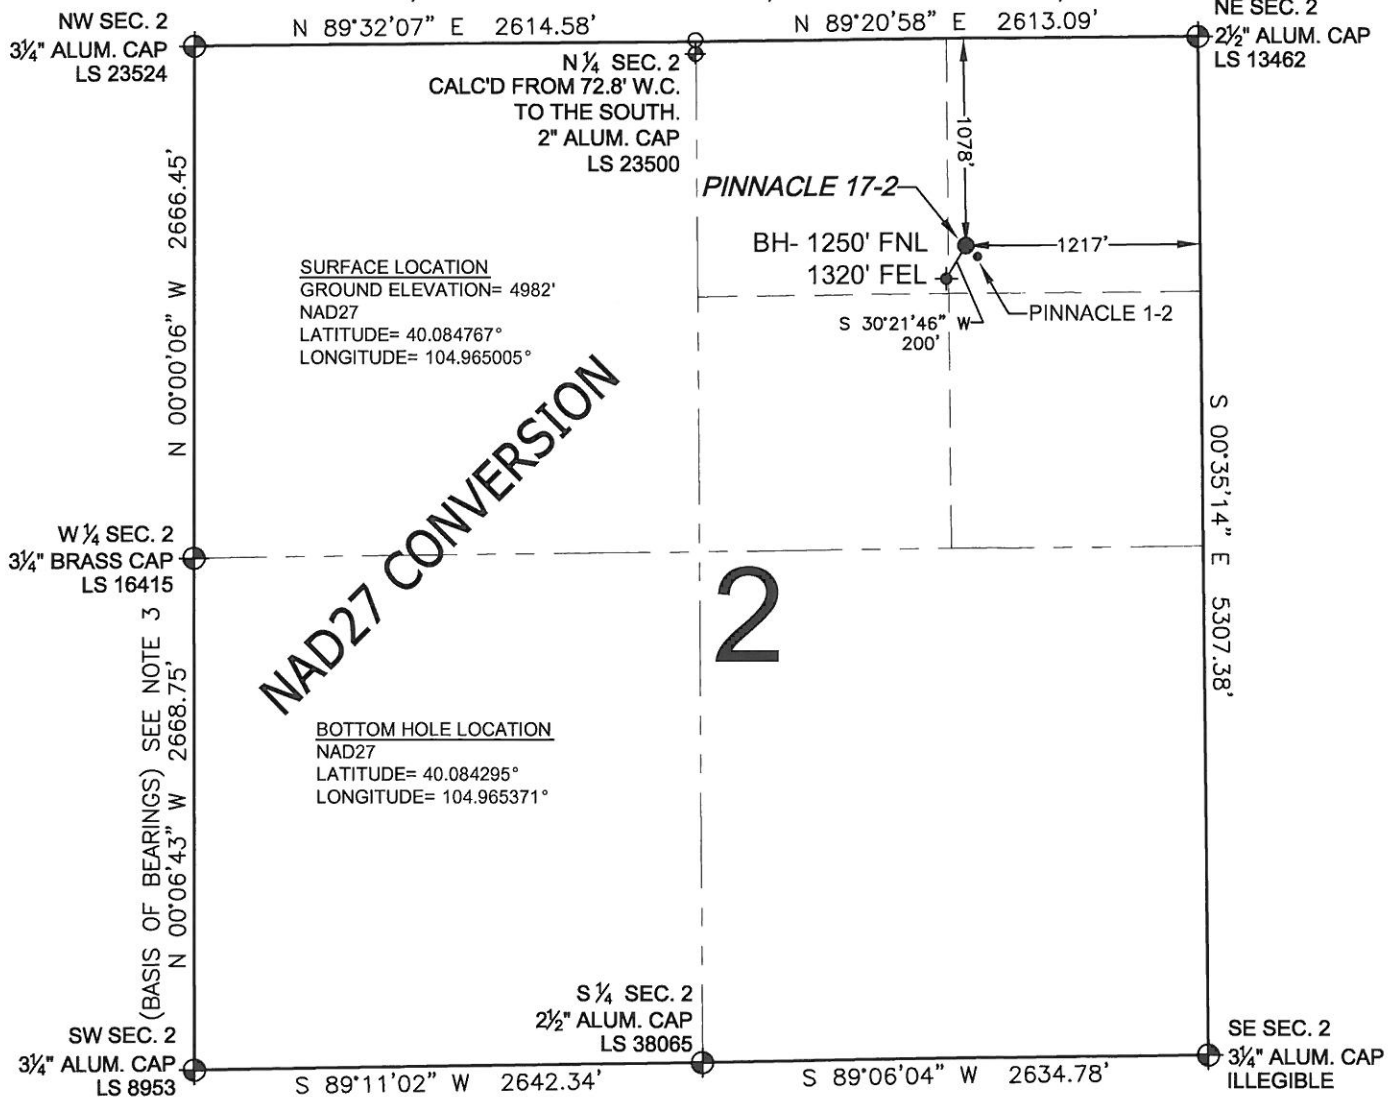 NW SEC. 2
3¼" ALUM. CAP
LS 23524
N 89°32'07" E 2614.58'
N 89°20'58" E 2613.09'
NE SEC. 2
2½" ALUM. CAP
LS 13462
N ¼ SEC. 2
CALC'D FROM 72.8' W.C.
TO THE SOUTH.
2" ALUM. CAP
LS 23500
1078'
PINNACLE 17-2
BH- 1250' FNL
1320' FEL
1217'
S 30°21'46" W
200'
PINNACLE 1-2
N 00°00'06" W 2666.45'
SURFACE LOCATION
GROUND ELEVATION= 4982'
NAD27
LATITUDE= 40.084767°
LONGITUDE= 104.965005°
NAD27 CONVERSION
S 00°35'14" E 5307.38'
W ¼ SEC. 2
3¼" BRASS CAP
LS 16415
2
(BASIS OF BEARINGS) SEE NOTE 3
N 00°06'43" W 2668.75'
BOTTOM HOLE LOCATION
NAD27
LATITUDE= 40.084295°
LONGITUDE= 104.965371°
SW SEC. 2
3¼" ALUM. CAP
LS 8953
S 89°11'02" W 2642.34'
S ¼ SEC. 2
2½" ALUM. CAP
LS 38065
S 89°06'04" W 2634.78'
SE SEC. 2
3¼" ALUM. CAP
ILLEGIBLE